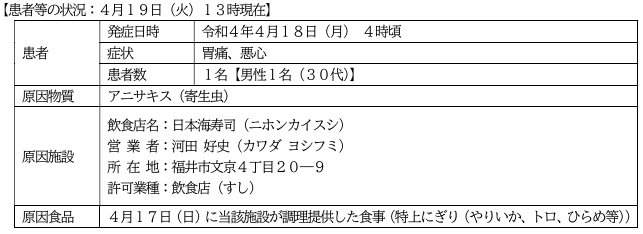 【患者等の状況：４月１９日（火）１３時現在】
患者
発症日時 令和４年４月１８日（月） ４時頃
症状 胃痛、悪心
患者数 １名【男性１名（３０代）】
原因物質 アニサキス（寄生虫）
原因施設
飲食店名：日本海寿司（ニホンカイスシ）
営 業 者：河田 好史（カワダ ヨシフミ）
所 在 地：福井市文京４丁目２０―９
許可業種：飲食店（すし）
原因食品 ４月１７日（日）に当該施設が調理提供した食事（特上にぎり（やりいか、トロ、ひらめ等））